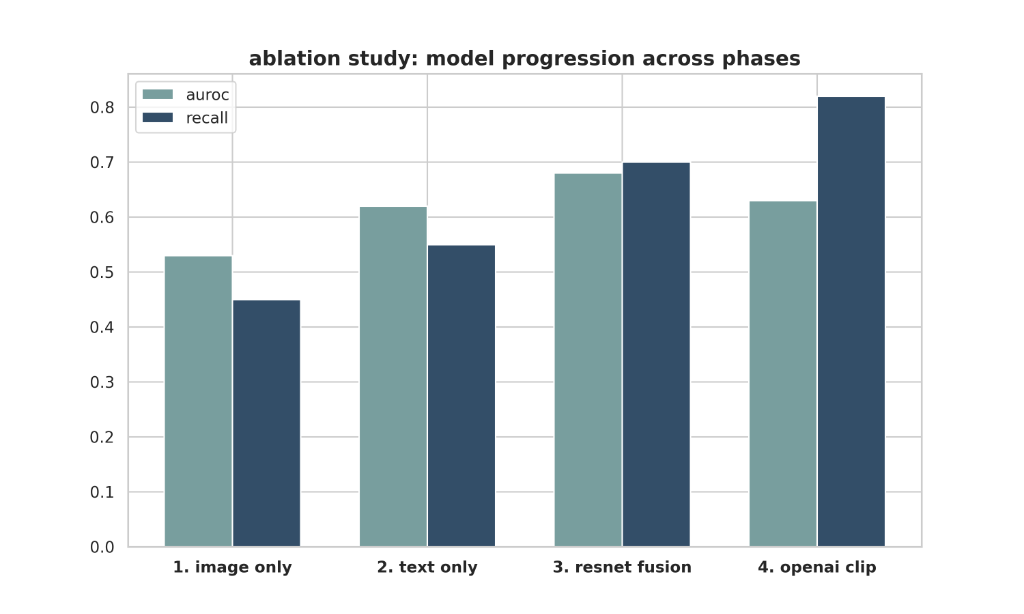 ablation study: model progression across phases
auroc
recall
0.8
0.7
0.6
0.5
0.4
0.3
0.2
0.1
0.0
1. image only
2. text only
3. resnet fusion
4. openai clip